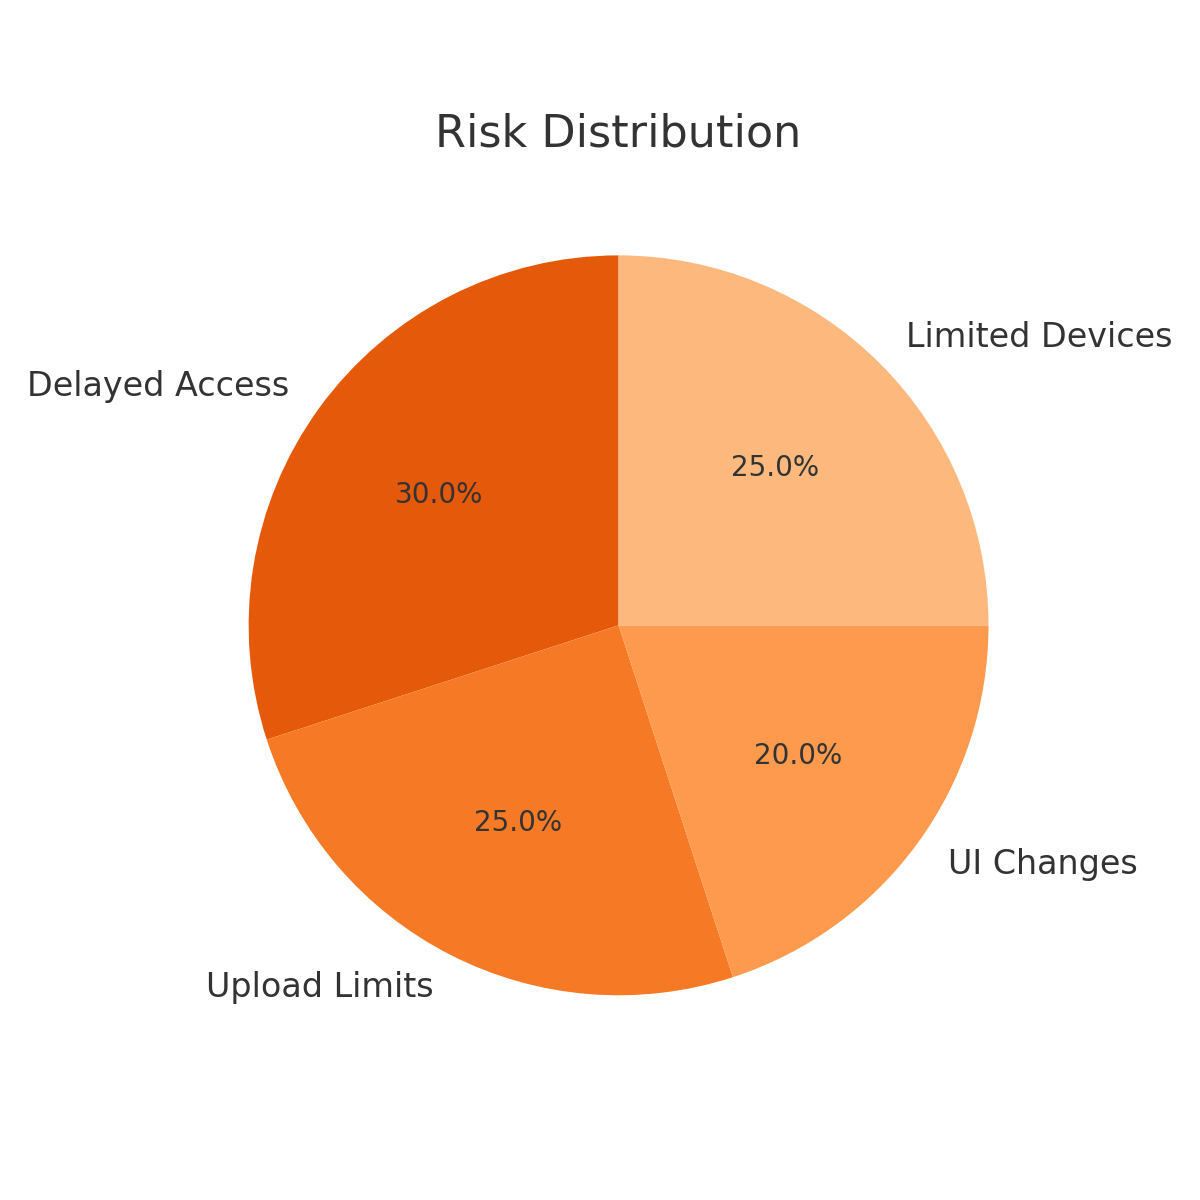 Risk Distribution
Limited Devices
Delayed Access
25.0%
30.0%
20.0%
25.0%
UI Changes
Upload Limits